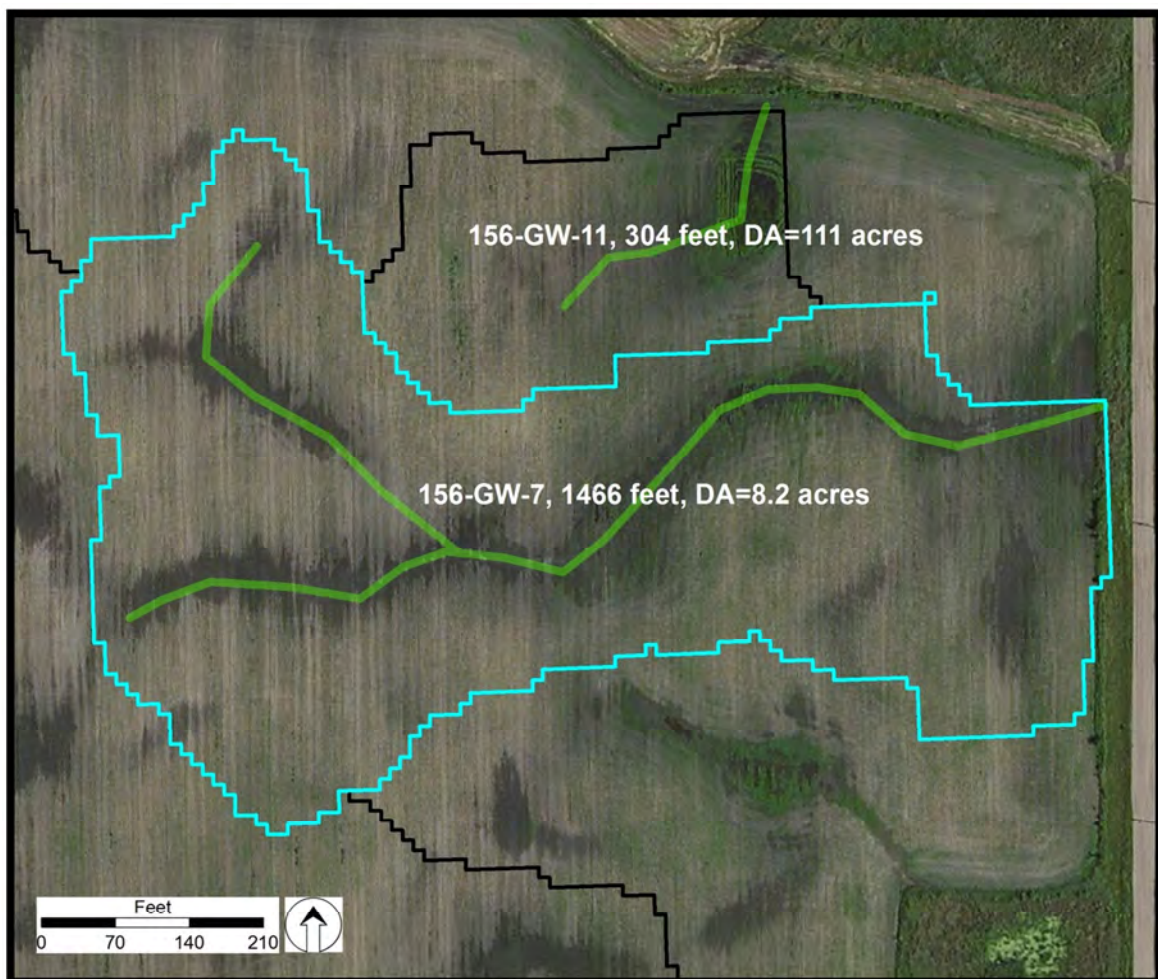 156-GW-11, 304 feet, DA=111 acres
156-GW-7, 1466 feet, DA=8.2 acres
Feet
0 70 140 210